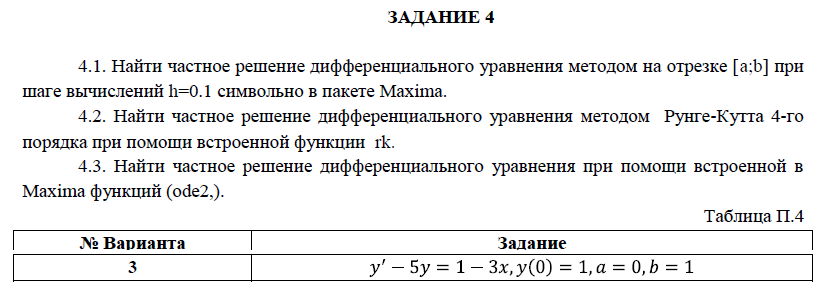 ЗАДАНИЕ 4
4.1. Найти частное решение дифференциального уравнения методом на отрезке [a;b] при
шаге вычислений h=0.1 символьно в пакете Maxima.
4.2. Найти частное решение дифференциального уравнения методом Рунге-Кутта 4-го
порядка при помощи встроенной функции rk.
4.3. Найти частное решение дифференциального уравнения при помощи встроенной в
Maxima функций (ode2,).
Таблица П.4
№ Варианта Задание
3 y′ − 5y = 1 − 3x, y(0) = 1, a = 0, b = 1